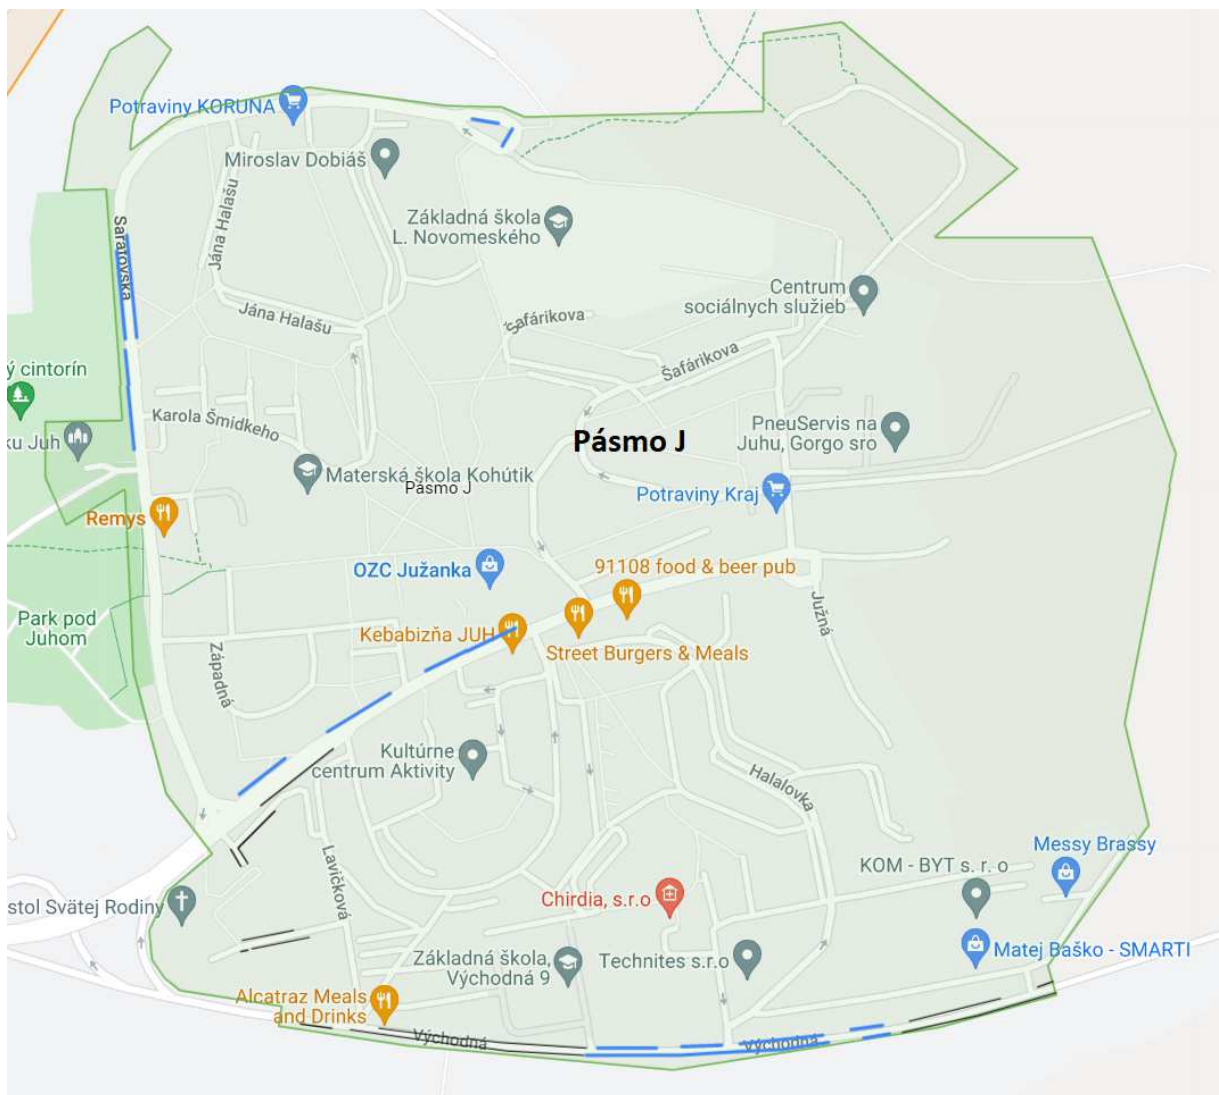 Potraviny KORUNA
Miroslav Dobiáš
Základná škola
L. Novomeského
Jána Halašu
Saratovská
Centrum
sociálnych služieb
Jána Halašu
Šafárikova
Šafárikova
ý cintorín
Karola Šmidkeho
ku Juh
Pásmo J
PneuServis na
Juhu, Gorgo sro
Materská škola Kohútik
Pásmo J
Potraviny Kraj
Remys
OZC Južanka
91108 food & beer pub
Park pod
Juhom
Kebabizňa JUH
Street Burgers & Meals
Južná
Západná
Kultúrne
centrum Aktivity
Halalovka
Lavičková
Messy Brassy
KOM - BYT s. r. o
Chirdia, s.r.o
stol Svätej Rodiny
Základná škola,
Východná 9
Technites s.r.o
Matej Baško - SMARTI
Alcatraz Meals
and Drinks
Východná
Východná